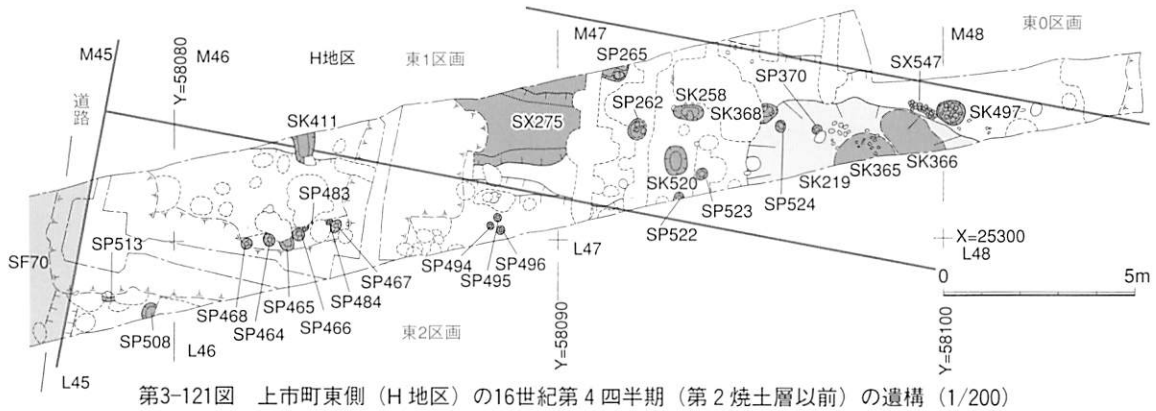 東0区画
M45
M46
H地区
東1区画
M47
M48
Y=58080
道路
SP265
SP370
SX547
SP262
SK258
SK368
SK497
SK411
SX275
SK366
SK365
SK520
SP523
SP524
SK219
SP483
SP522
X=25300
SF70
SP513
SP494
SP496
L47
L48
SP467
SP495
SP468
SP484
0
5m
SP464
SP466
SP465
東2区画
SP508
L46
Y=58090
Y=58100
L45
第3-121図 上市町東側(H地区)の16世紀第4四半期(第2焼土層以前)の遺構(1/200)